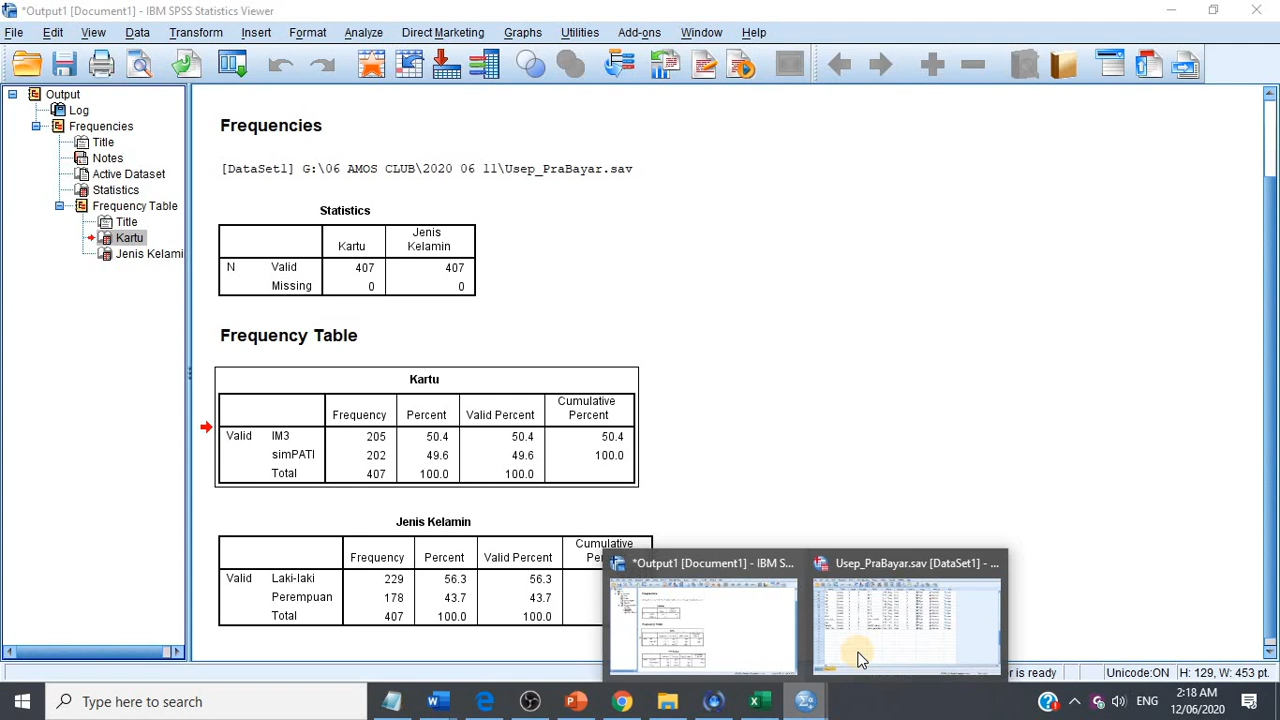 *Output1 [Document1] - IBM SPSS Statistics Viewer
File Edit View Data Transform Insert Format Analyze Direct Marketing Graphs Utilities Add-ons Window Help
Output
Log
Frequencies
Title
Notes
Active Dataset
Statistics
Frequency Table
Title
Kartu
Jenis Kelami
Frequencies
[DataSet1] G:\06 AMOS CLUB\2020 06 11\Usep_PraBayar.sav
Statistics
Kartu Jenis Kelamin
N Valid 407 407
Missing 0 0
Frequency Table
Kartu
Frequency Percent Valid Percent Cumulative Percent
Valid IM3 205 50.4 50.4 50.4
simPATI 202 49.6 49.6 100.0
Total 407 100.0 100.0
Jenis Kelamin
Frequency Percent Valid Percent Cumulative
Valid Laki-laki 229 56.3 56.3
Perempuan 178 43.7 43.7
Total 407 100.0 100.0
*Output1 [Document1] - IBM S...
Usep_PraBayar.sav [DataSet1] - ...
er is ready Unicode:ON H: 129, W: 453 pt.
Type here to search
ENG
2:18 AM
12/06/2020